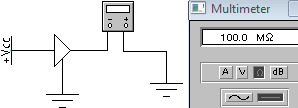 +Vcc
Multimeter
100.0 MΩ
A V Ω dB